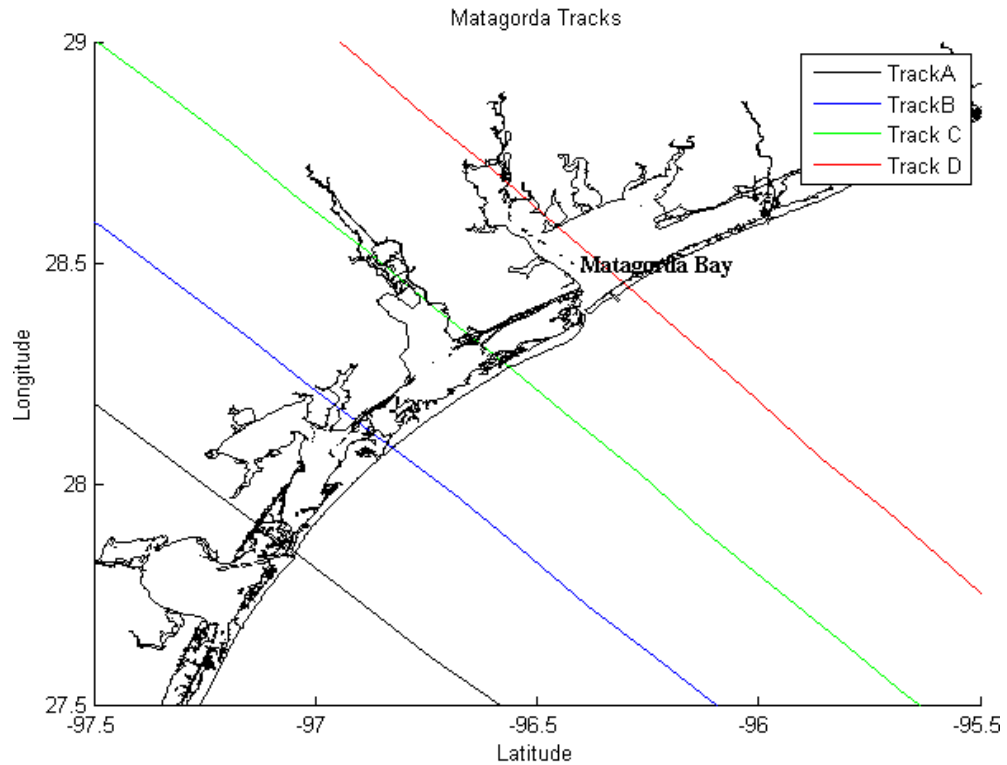 Matagorda Tracks
TrackA
TrackB
Track C
Track D
Matagorda Bay
Longitude
29
28.5
28
27.5
-97.5
-97
-96.5
-96
-95.5
Latitude